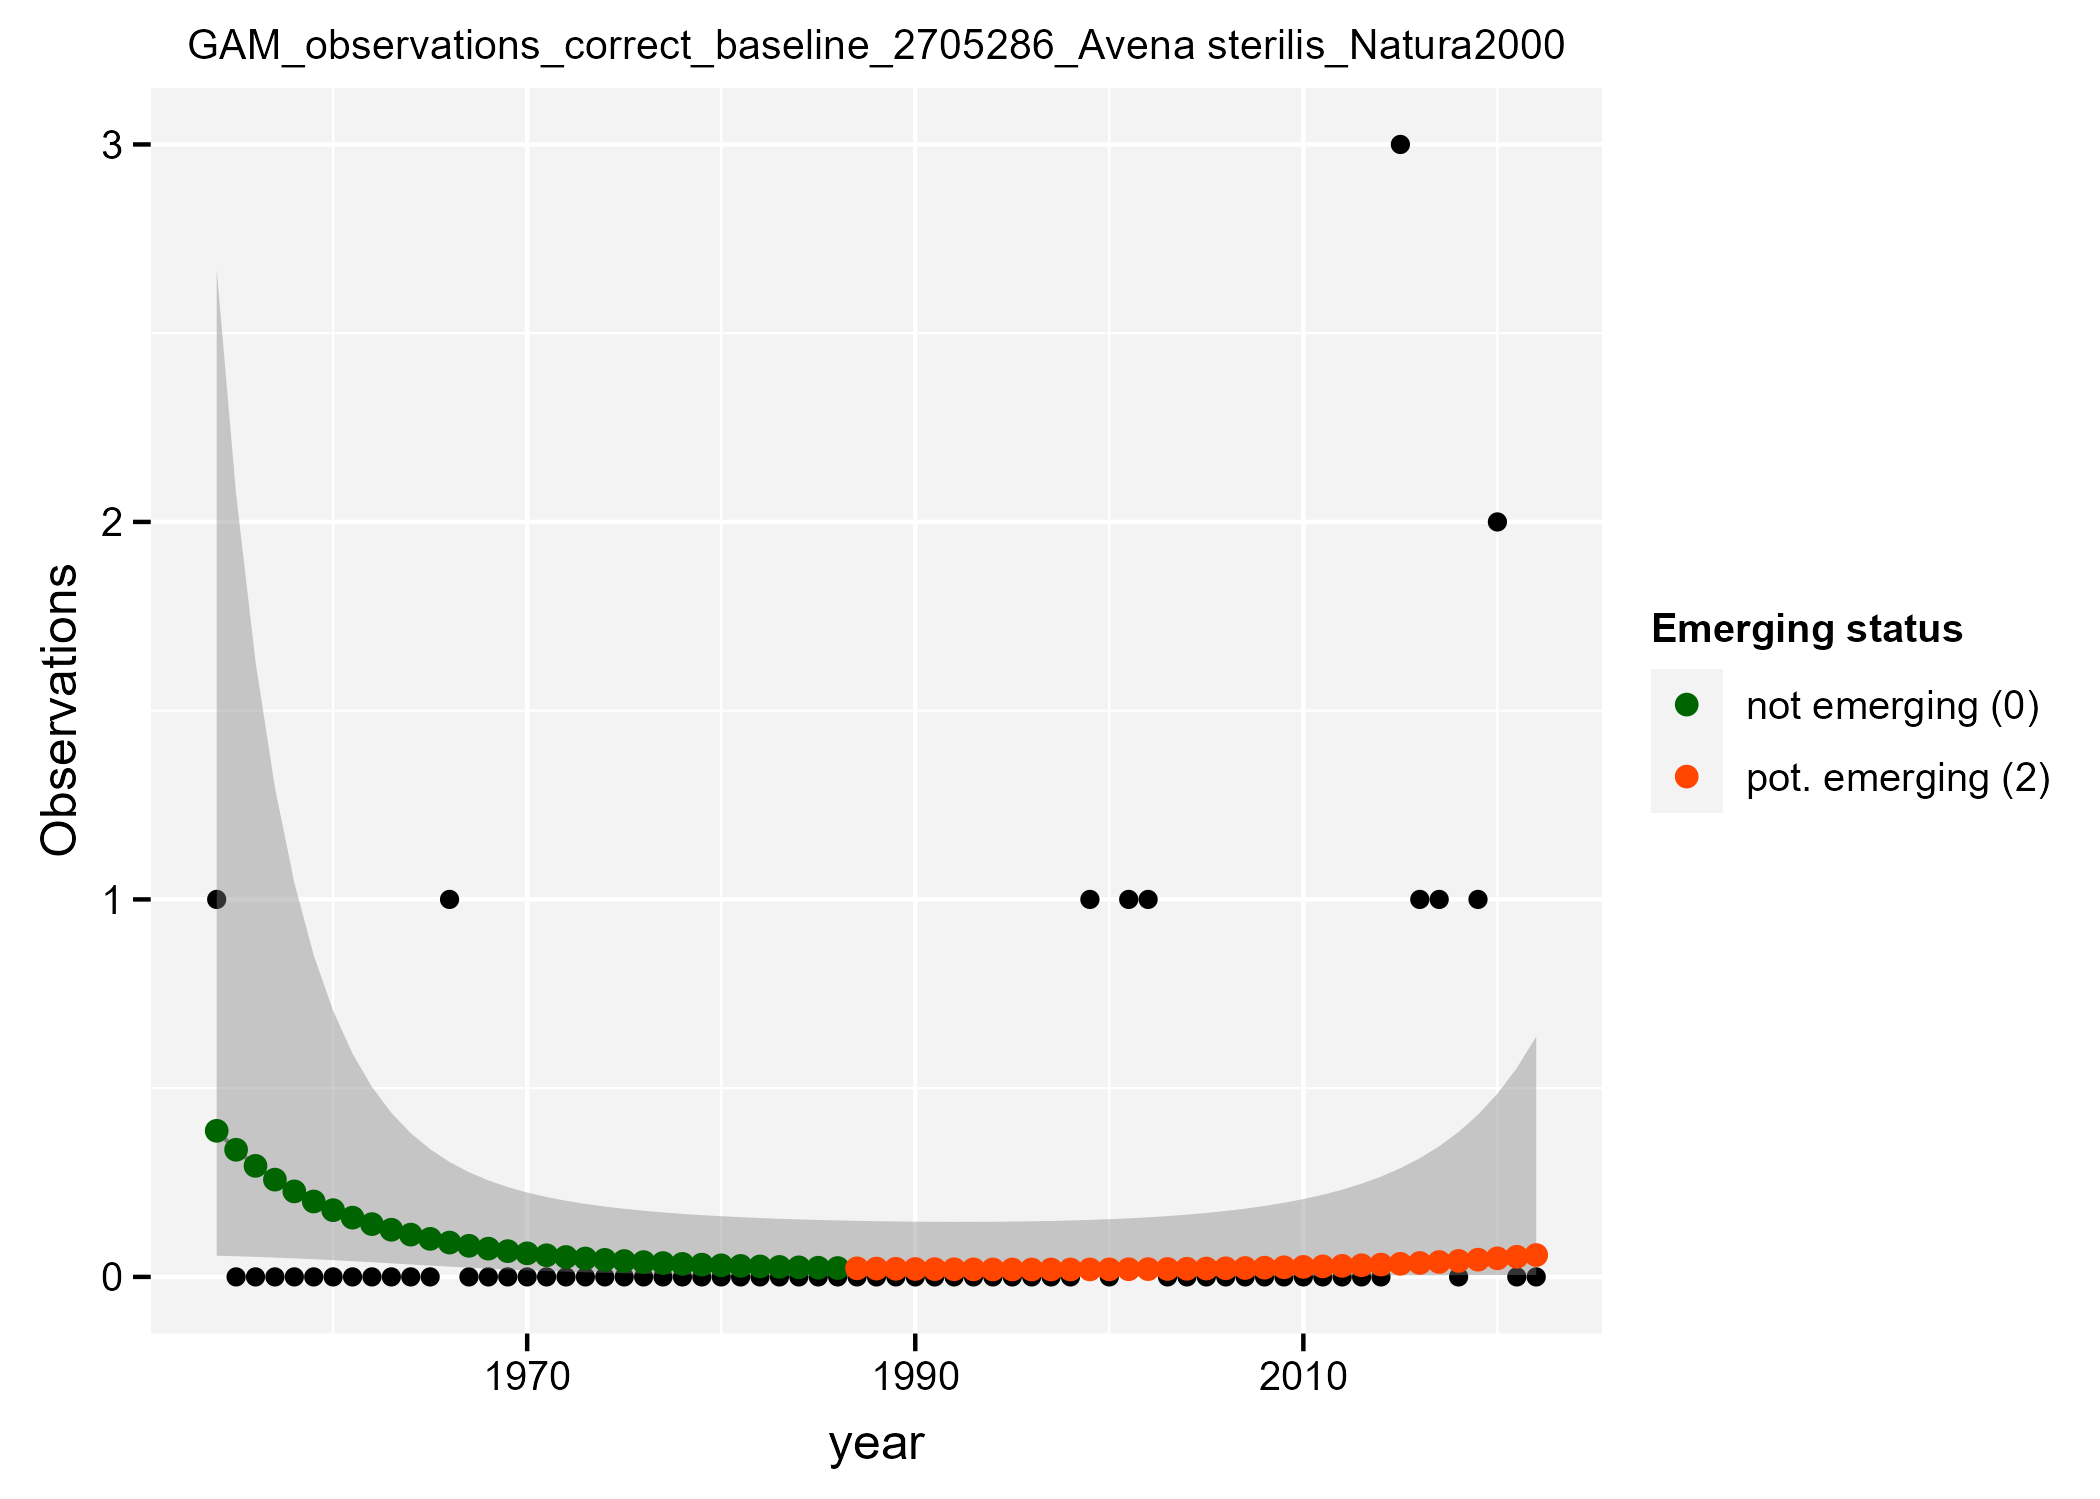 GAM_observations_correct_baseline_2705286_Avena sterilis_Natura2000
3
2
1
0
Observations
1970
1990
2010
year
Emerging status
not emerging (0)
pot. emerging (2)